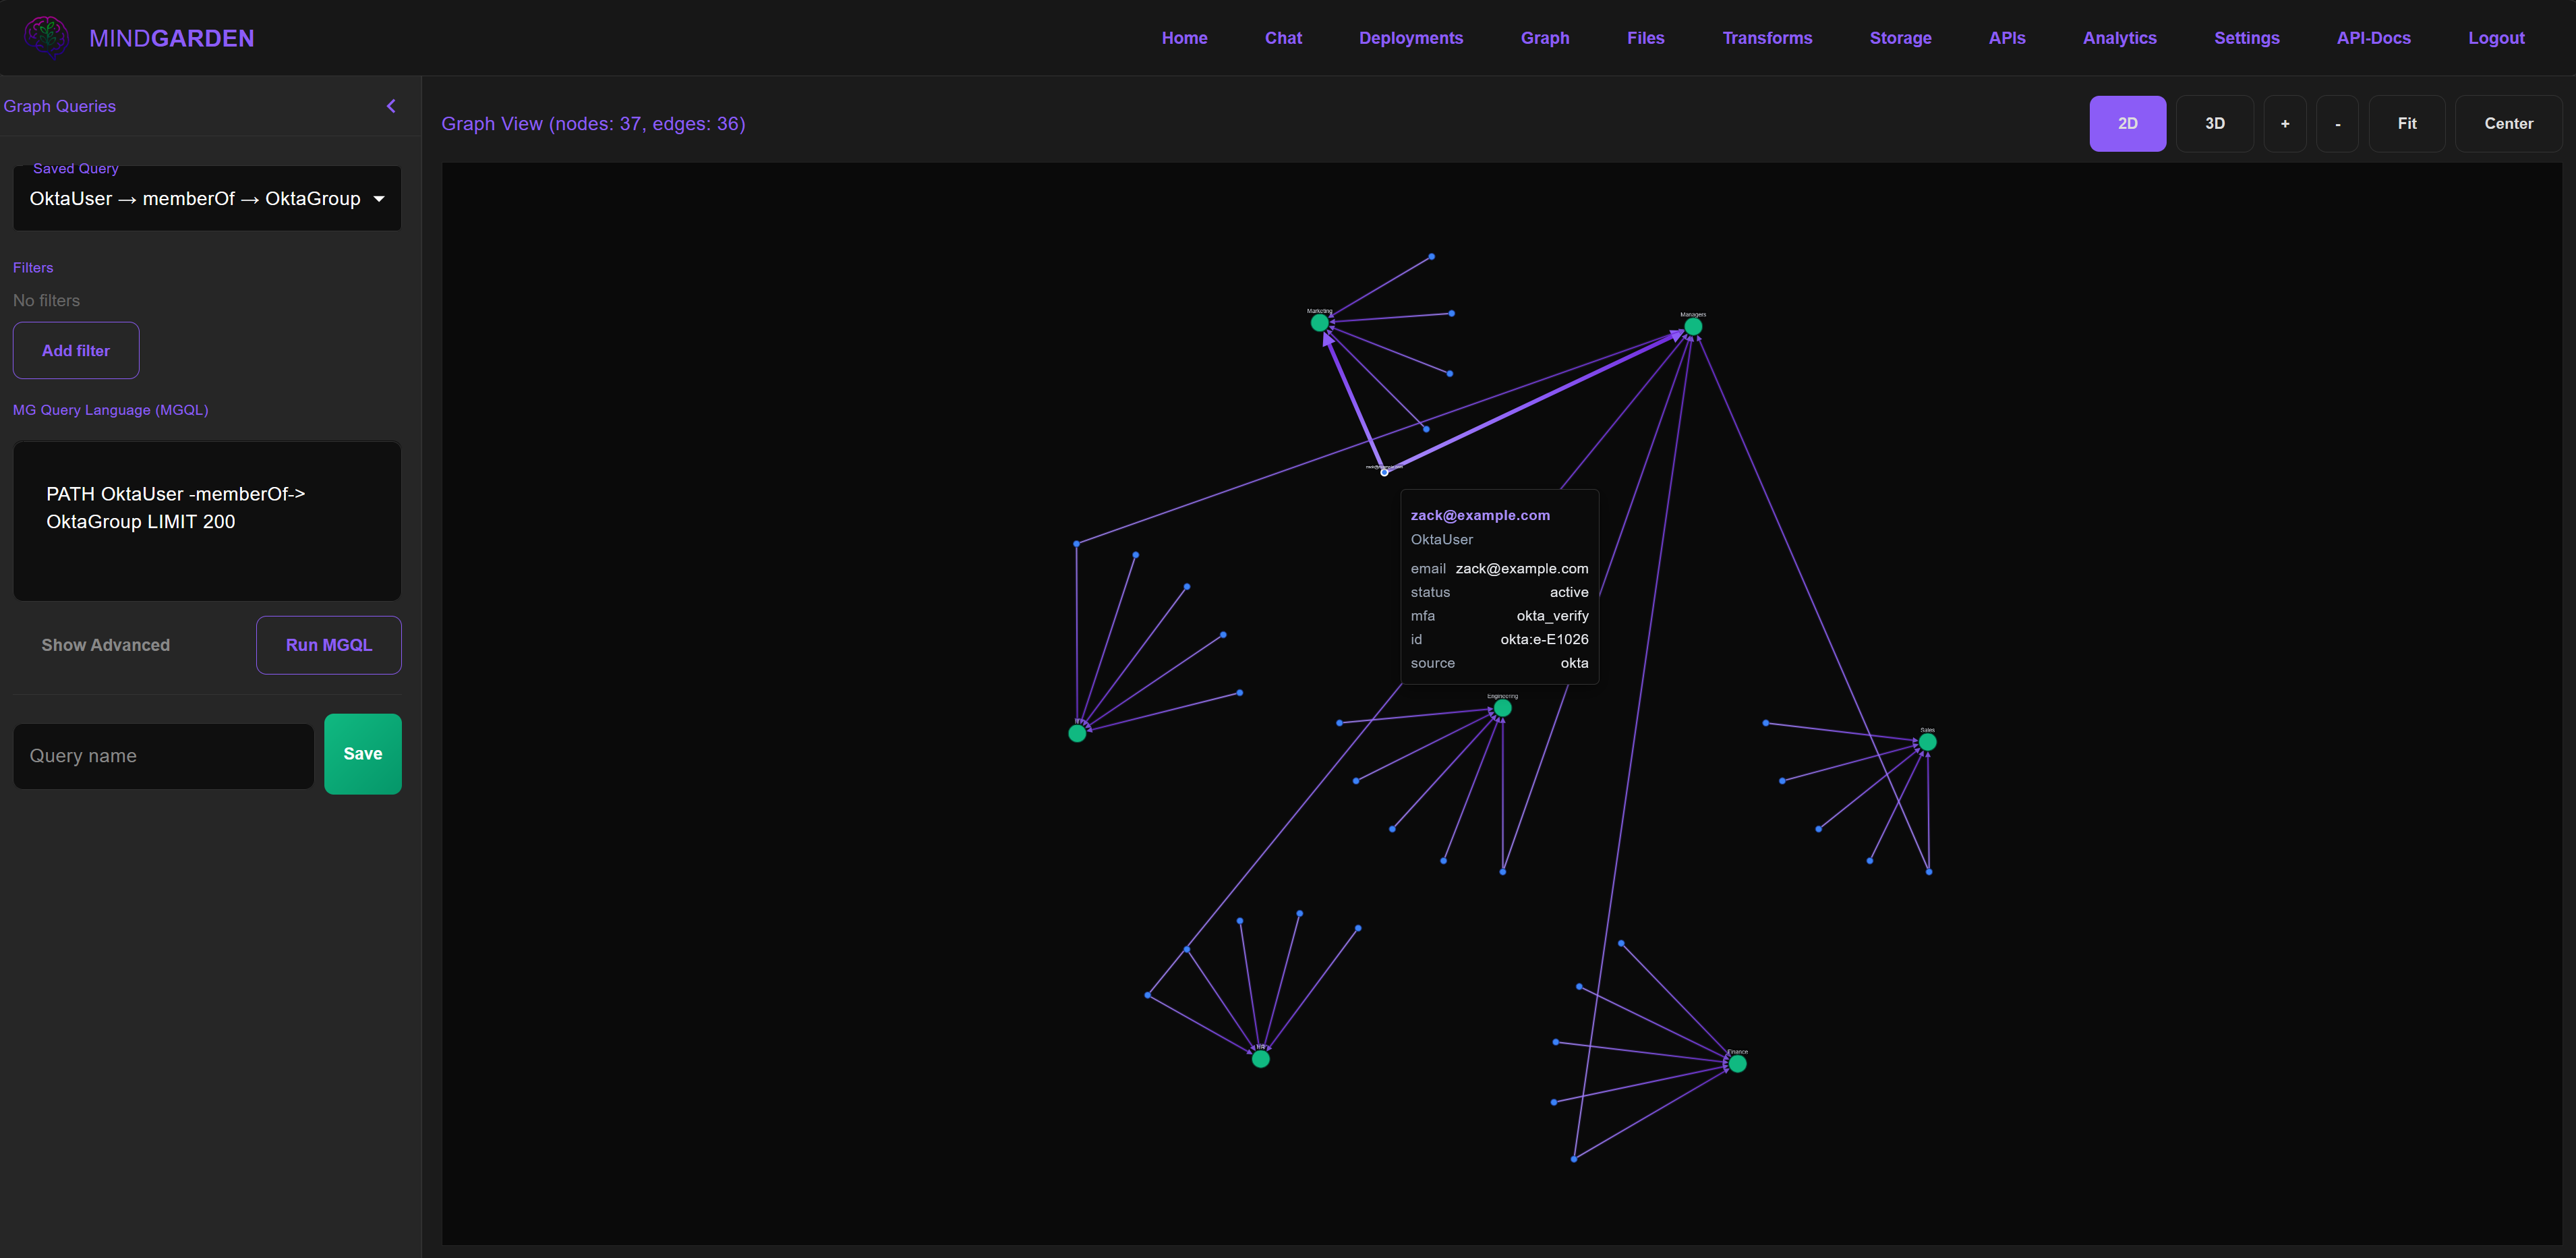 MINDGARDEN
Home Chat Deployments Graph Files Transforms Storage APIs Analytics Settings API-Docs Logout
Graph Queries
Saved Query
OktaUser → memberOf → OktaGroup
Filters
No filters
Add filter
MG Query Language (MGQL)
PATH OktaUser -memberOf->
OktaGroup LIMIT 200
Show Advanced
Run MGQL
Query name
Save
Graph View (nodes: 37, edges: 36)
2D 3D + - Fit Center
Marketing
Managers
zack@example.com
zack@example.com
OktaUser
email zack@example.com
status active
mfa okta_verify
id okta:e-E1026
source okta
Engineering
Sales
Finance